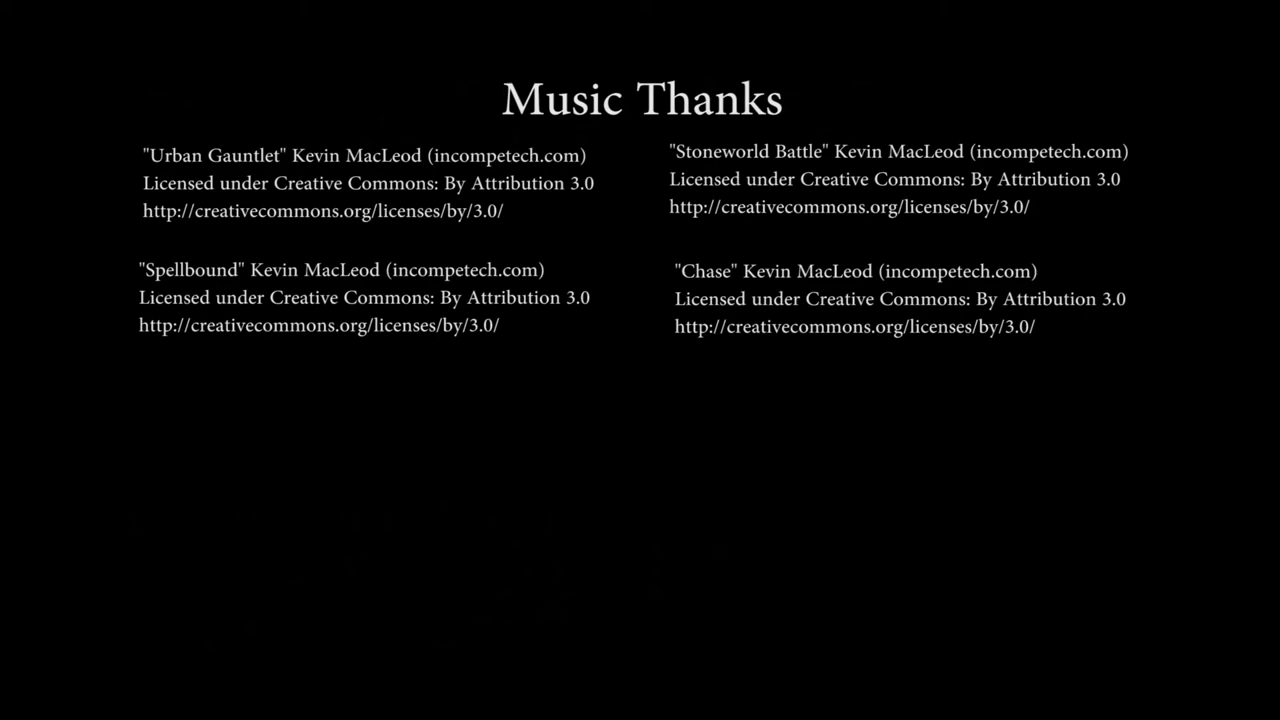 Music Thanks
"Urban Gauntlet" Kevin MacLeod (incompetech.com)
Licensed under Creative Commons: By Attribution 3.0
http://creativecommons.org/licenses/by/3.0/
"Stoneworld Battle" Kevin MacLeod (incompetech.com)
Licensed under Creative Commons: By Attribution 3.0
http://creativecommons.org/licenses/by/3.0/
"Spellbound" Kevin MacLeod (incompetech.com)
Licensed under Creative Commons: By Attribution 3.0
http://creativecommons.org/licenses/by/3.0/
"Chase" Kevin MacLeod (incompetech.com)
Licensed under Creative Commons: By Attribution 3.0
http://creativecommons.org/licenses/by/3.0/